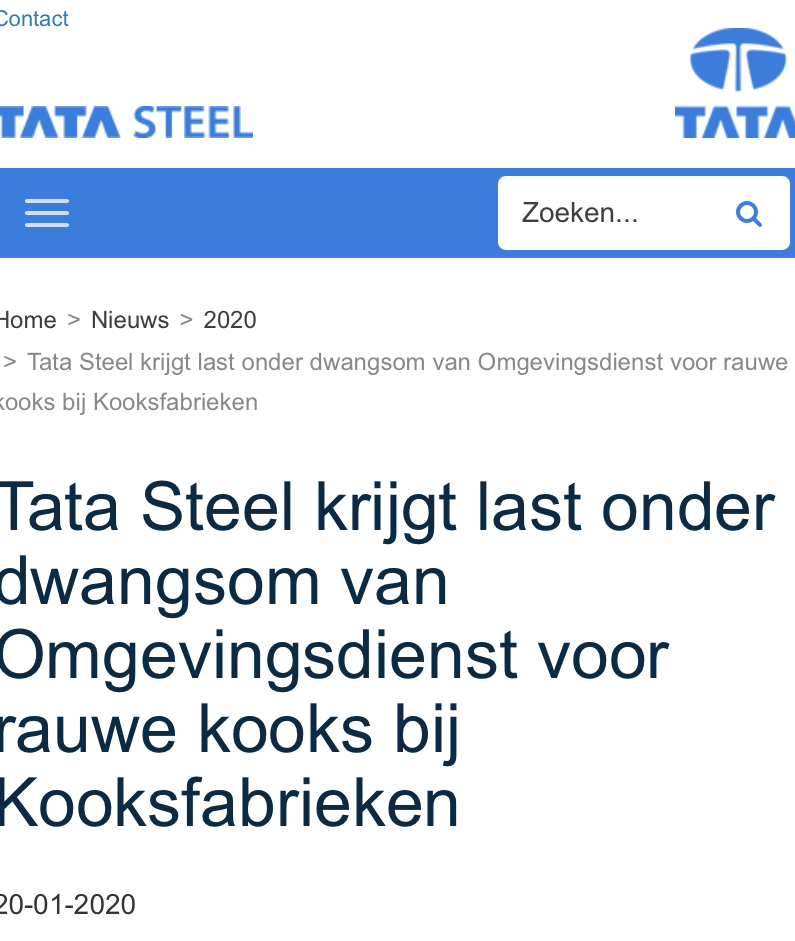 Contact
TATA STEEL
TATA
Zoeken...
Home > Nieuws > 2020
> Tata Steel krijgt last onder dwangsom van Omgevingsdienst voor rauwe
kooks bij Kooksfabrieken
Tata Steel krijgt last onder
dwangsom van
Omgevingsdienst voor
rauwe kooks bij
Kooksfabrieken
20-01-2020